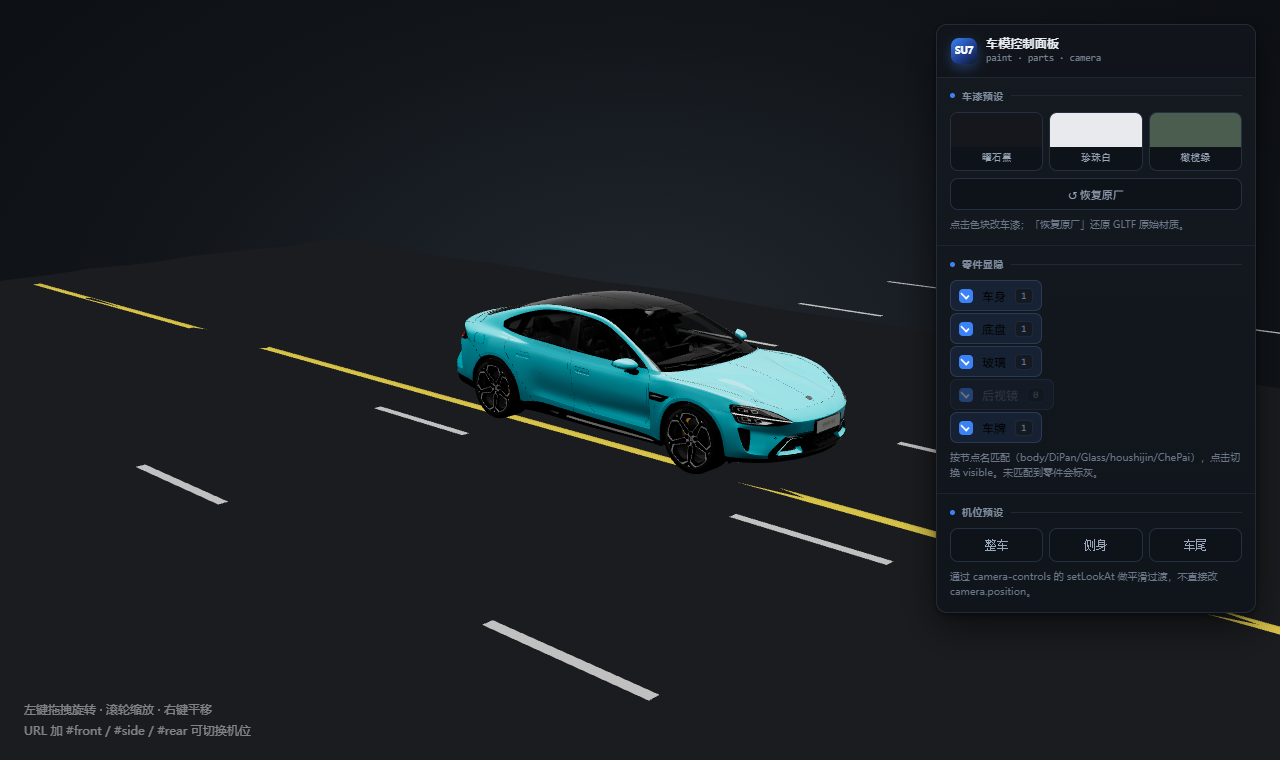 SU7
车模控制面板
paint · parts · camera
车漆预设
曜石黑
珍珠白
橄榄绿
↺ 恢复原厂
点击色块改车漆；「恢复原厂」还原 GLTF 原始材质。
零件显隐
车身 1
底盘 1
玻璃 1
后视镜 0
车牌 1
按节点名匹配（body/DiPan/Glass/houshijin/ChePai），点击切
换 visible。未匹配到零件会标灰。
机位预设
整车
侧身
车尾
通过 camera-controls 的 setLookAt 做平滑过渡，不直接改
camera.position。
左键拖拽旋转 · 滚轮缩放 · 右键平移
URL 加 #front / #side / #rear 可切换机位